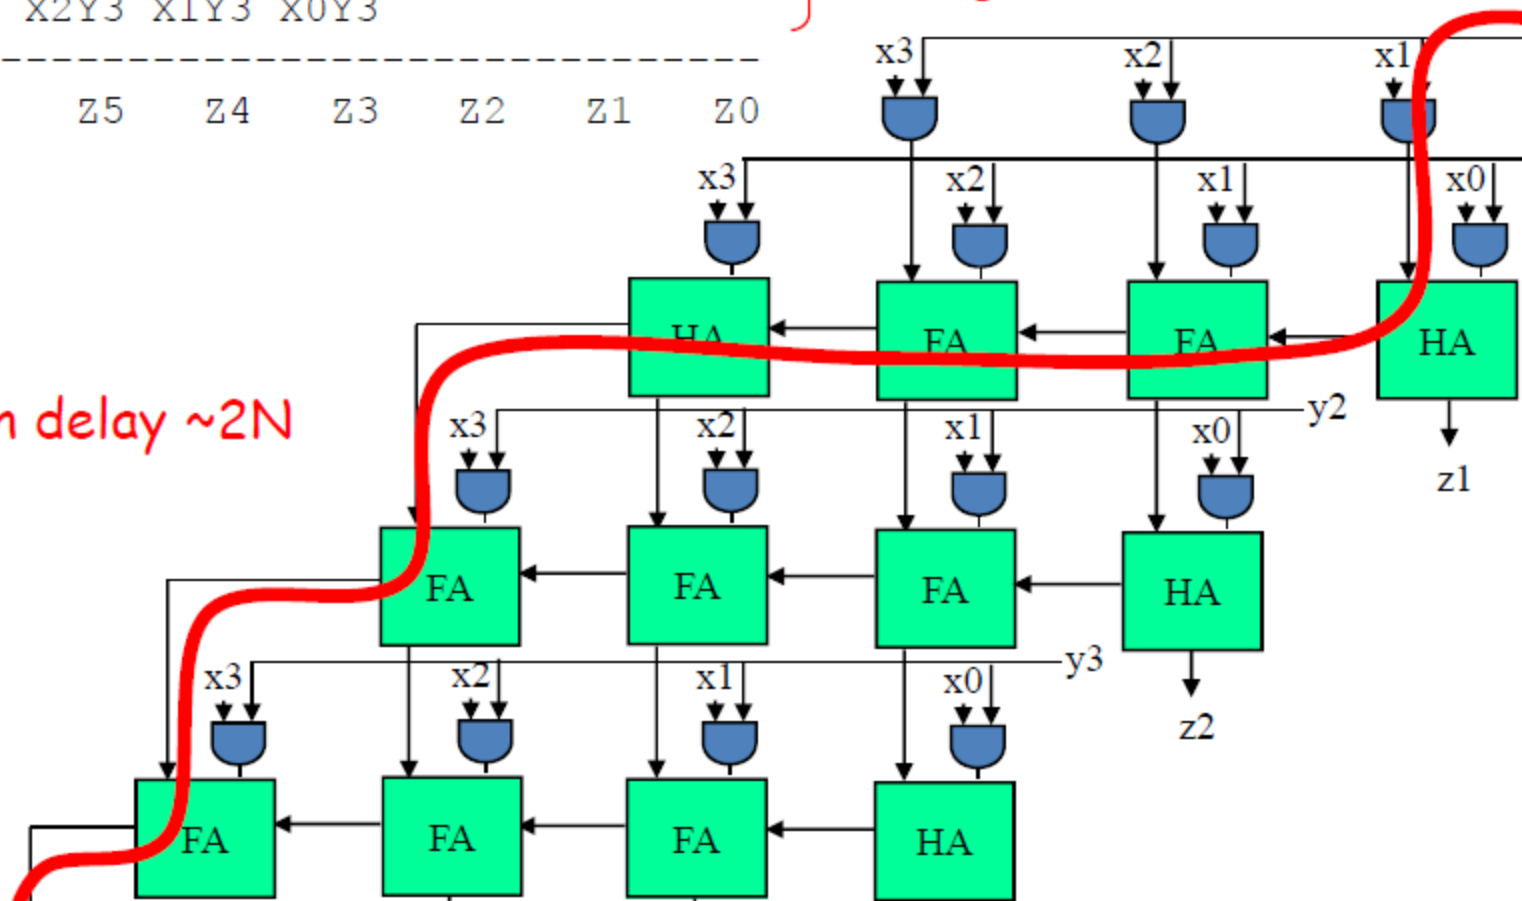 X2Y3 X1Y3 X0Y3
Z5 Z4 Z3 Z2 Z1 Z0
x3 x2 x1
x3 x2 x1 x0
HA FA FA HA
delay ~2N
x3 x2 x1 x0 y2
z1
FA FA FA HA
x3 x2 x1 x0 y3
z2
FA FA FA HA